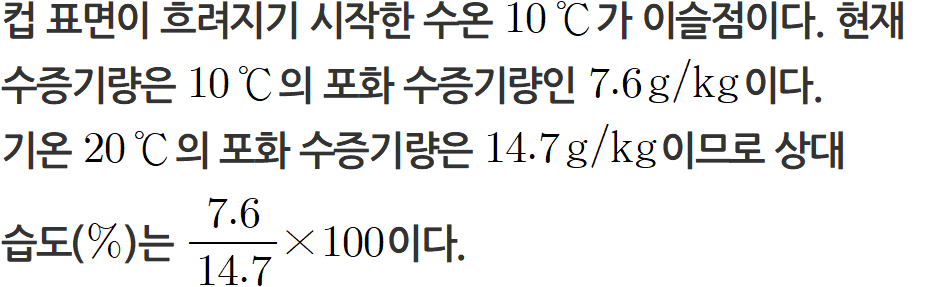 컵 표면이 흐려지기 시작한 수온 10 ℃가 이슬점이다. 현재
수증기량은 10 ℃의 포화 수증기량인 7.6 g/kg이다.
기온 20 ℃의 포화 수증기량은 14.7 g/kg이므로 상대
습도(%)는 7.6/14.7 ×100이다.